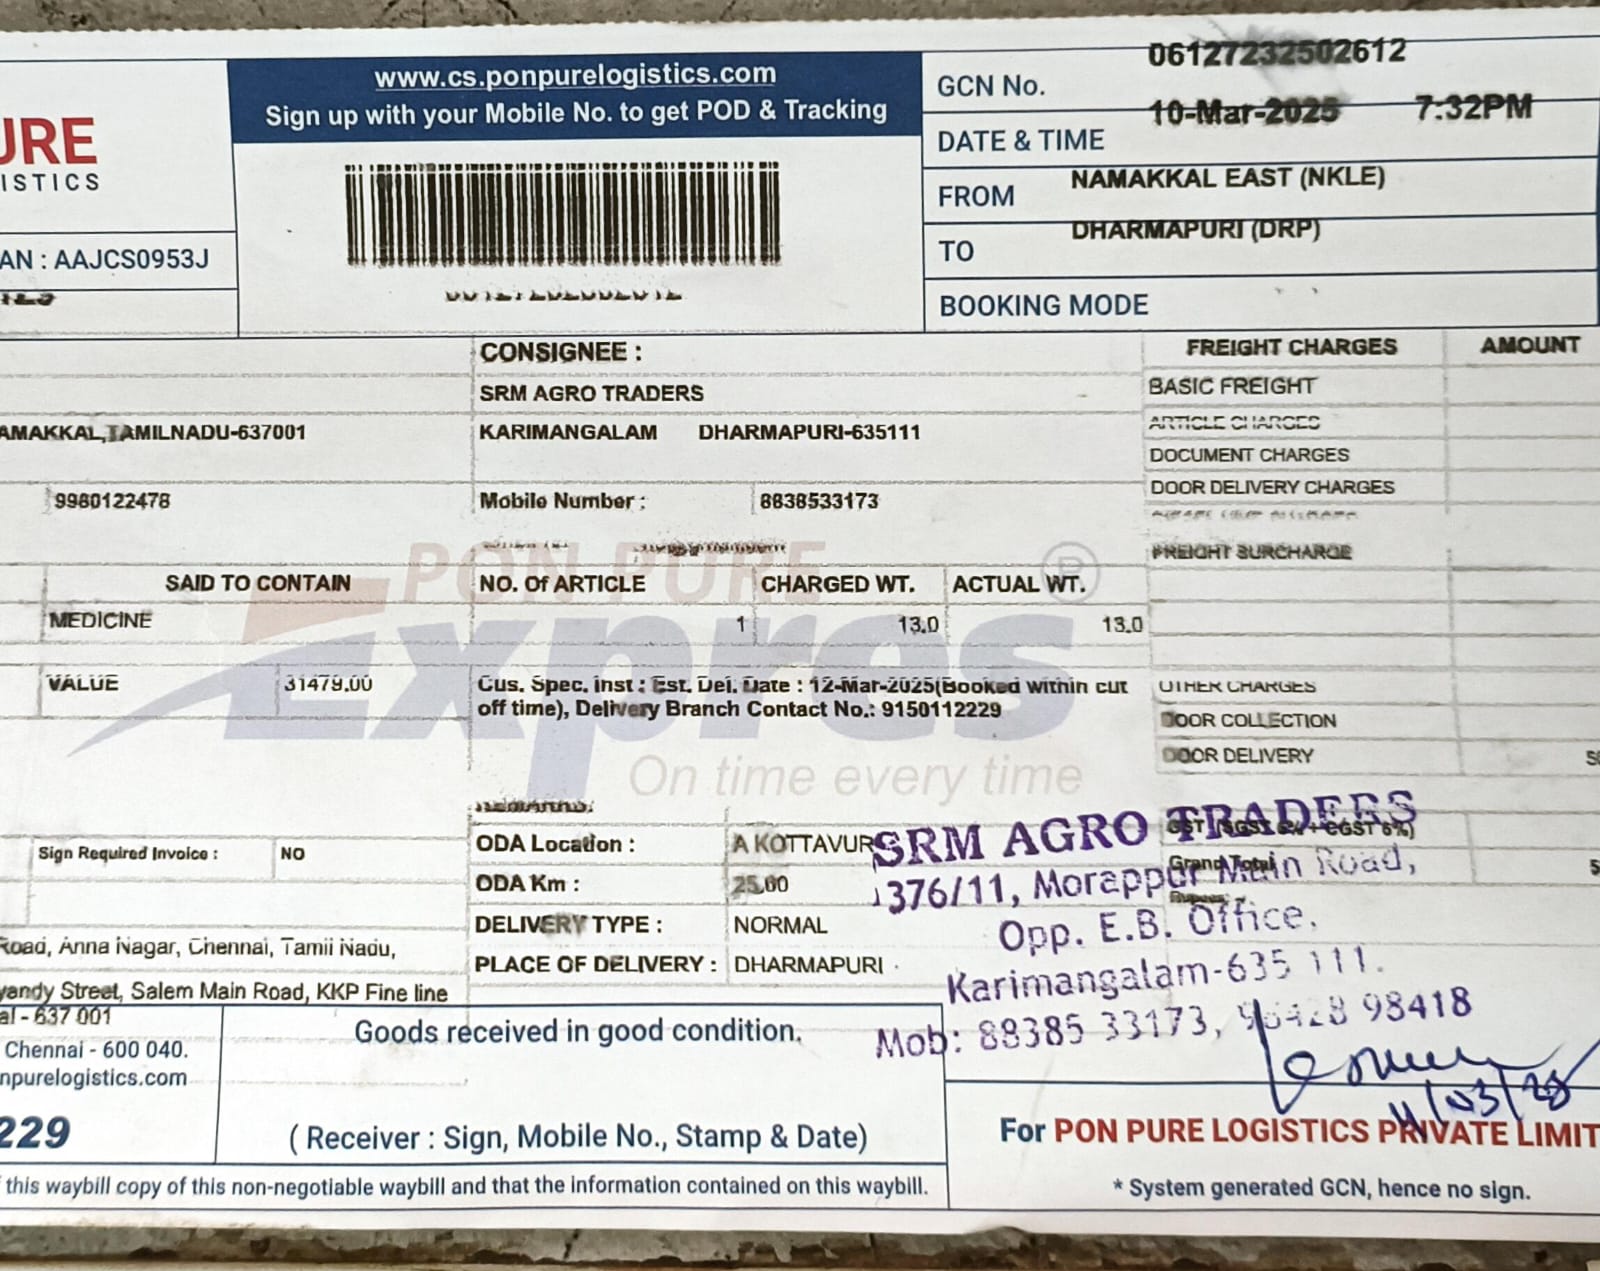 www.cs.ponpurelogistics.com
Sign up with your Mobile No. to get POD & Tracking
GCN No. 06127232502612
DATE & TIME 10-Mar-2025 7:32PM
FROM NAMAKKAL EAST (NKLE)
TO DHARMAPURI (DRP)
BOOKING MODE
URE
ISTICS
AN : AAJCS0953J
CONSIGNEE :
SRM AGRO TRADERS
AMAKKAL,TAMILNADU-637001
KARIMANGALAM DHARMAPURI-635111
9980122478
Mobile Number : 8838533173
FREIGHT CHARGES AMOUNT
BASIC FREIGHT
ARTICLE CHARGES
DOCUMENT CHARGES
DOOR DELIVERY CHARGES
FREIGHT SURCHARGE
PON PURE
Expres ®
On time every time
SAID TO CONTAIN NO. Of ARTICLE CHARGED WT. ACTUAL WT.
MEDICINE 1 13.0 13.0
VALUE 31479.00
Cus. Spec. Inst : Est. Del. Date : 12-Mar-2025(Booked within cut
off time), Delivery Branch Contact No.: 9150112229
OTHER CHARGES
DOOR COLLECTION
DOOR DELIVERY
GST (SGST 6% + CGST 6%)
Grand Total
Sign Required Invoice : NO
ODA Location : A KOTTAVUR
ODA Km : 25.00
DELIVERY TYPE : NORMAL
PLACE OF DELIVERY : DHARMAPURI
SRM AGRO TRADERS
376/11, Morappur Main Road,
Opp. E.B. Office.
Karimangalam-635 111.
Mob: 88385 33173, 98418
Road, Anna Nagar, Chennai, Tamil Nadu,
yandy Street, Salem Main Road, KKP Fine line
al - 637 001
Chennai - 600 040.
npurelogistics.com
229
Goods received in good condition.
( Receiver : Sign, Mobile No., Stamp & Date)
this waybill copy of this non-negotiable waybill and that the information contained on this waybill.
For PON PURE LOGISTICS PRIVATE LIMIT
* System generated GCN, hence no sign.